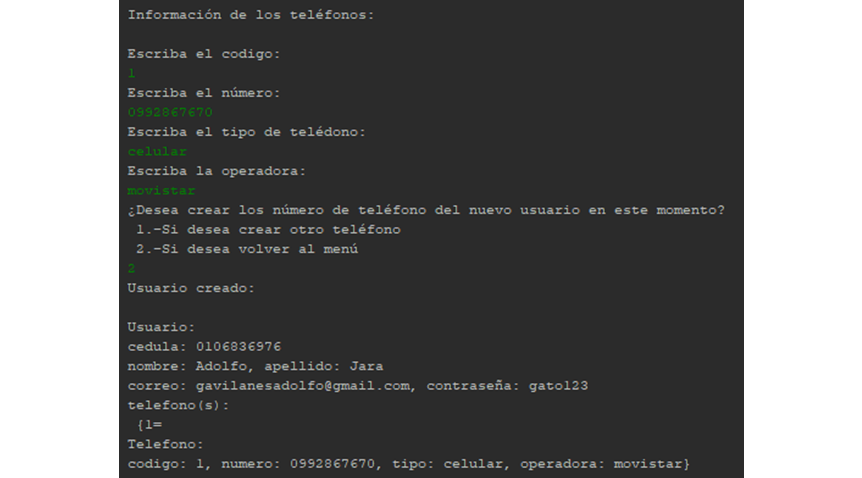 Información de los teléfonos:
Escriba el codigo:
1
Escriba el número:
0992867670
Escriba el tipo de telédono:
celular
Escriba la operadora:
movistar
¿Desea crear los número de teléfono del nuevo usuario en este momento?
1.-Si desea crear otro teléfono
2.-Si desea volver al menú
2
Usuario creado:
Usuario:
cedula: 0106836976
nombre: Adolfo, apellido: Jara
correo: gavilanesadolfo@gmail.com, contraseña: gato123
telefono(s):
{1=
Telefono:
codigo: 1, numero: 0992867670, tipo: celular, operadora: movistar}